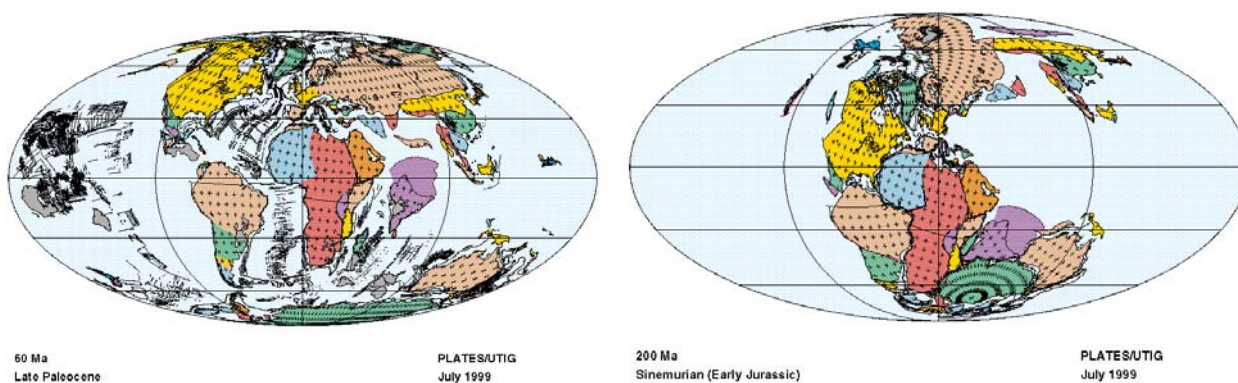 60 Ma
Late Paleocene
PLATES/UTIG
July 1999
200 Ma
Sinemurian (Early Jurassic)
PLATES/UTIG
July 1999